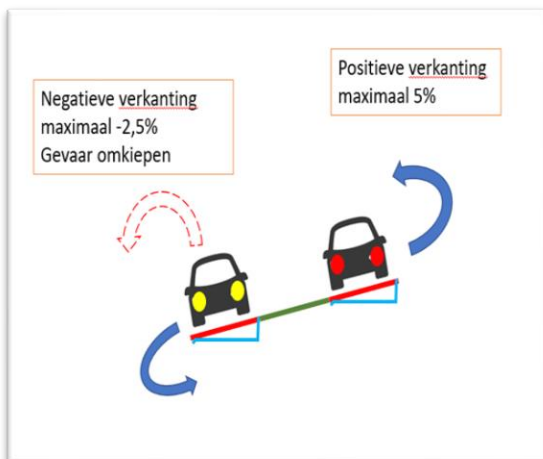 Negatieve verkanting
maximaal -2,5%
Gevaar omkiepen
Positieve verkanting
maximaal 5%